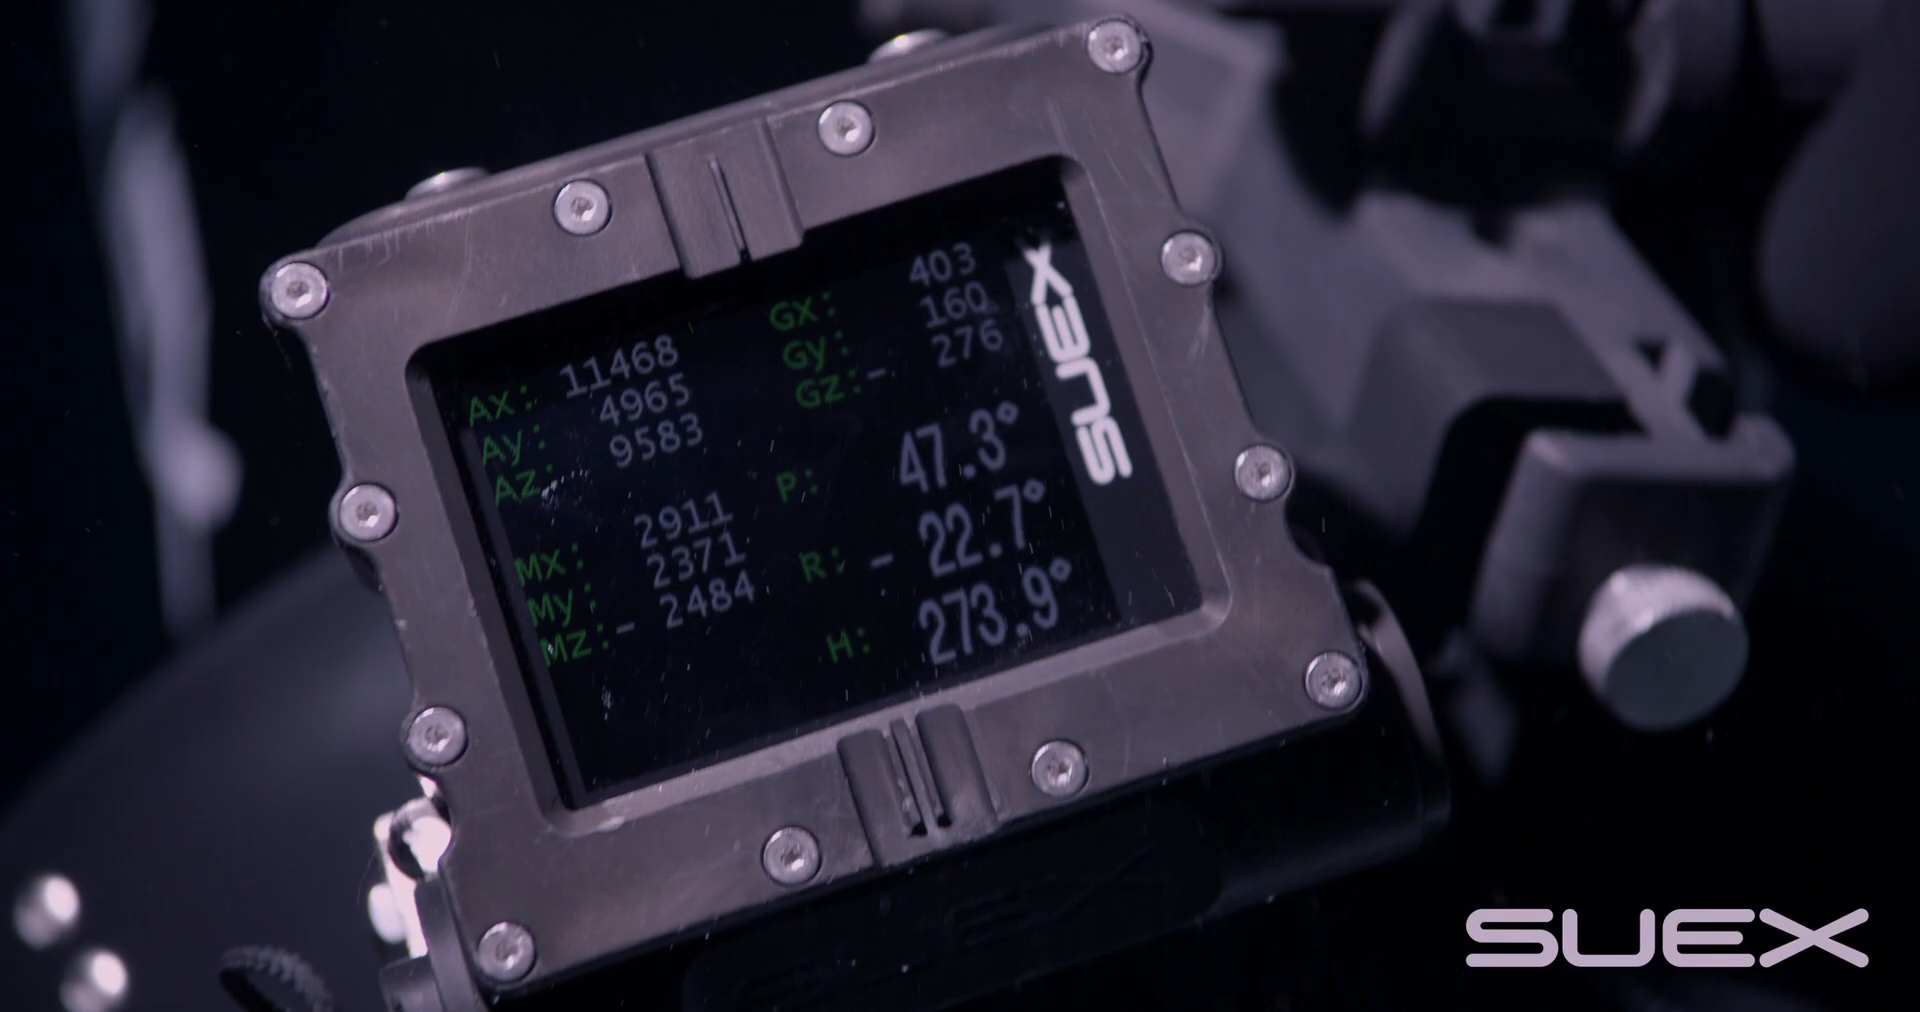 Ax: 11468
Ay: 4965
Az: 9583
Gx: 403
Gy: 160
Gz:- 276
Mx: 2911
My: 2371
Mz:- 2484
P: 47.3°
R: - 22.7°
H: 273.9°
SUEX
SUEX